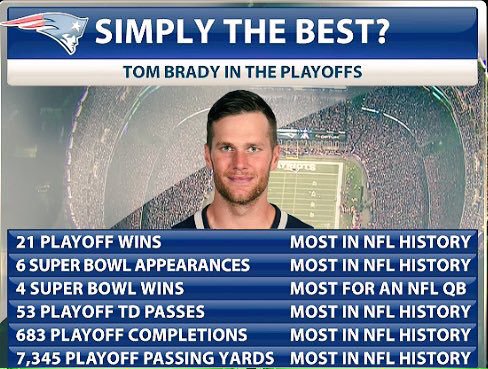 SIMPLY THE BEST?
TOM BRADY IN THE PLAYOFFS
21 PLAYOFF WINS MOST IN NFL HISTORY
6 SUPER BOWL APPEARANCES MOST IN NFL HISTORY
4 SUPER BOWL WINS MOST FOR AN NFL QB
53 PLAYOFF TD PASSES MOST IN NFL HISTORY
683 PLAYOFF COMPLETIONS MOST IN NFL HISTORY
7,345 PLAYOFF PASSING YARDS MOST IN NFL HISTORY